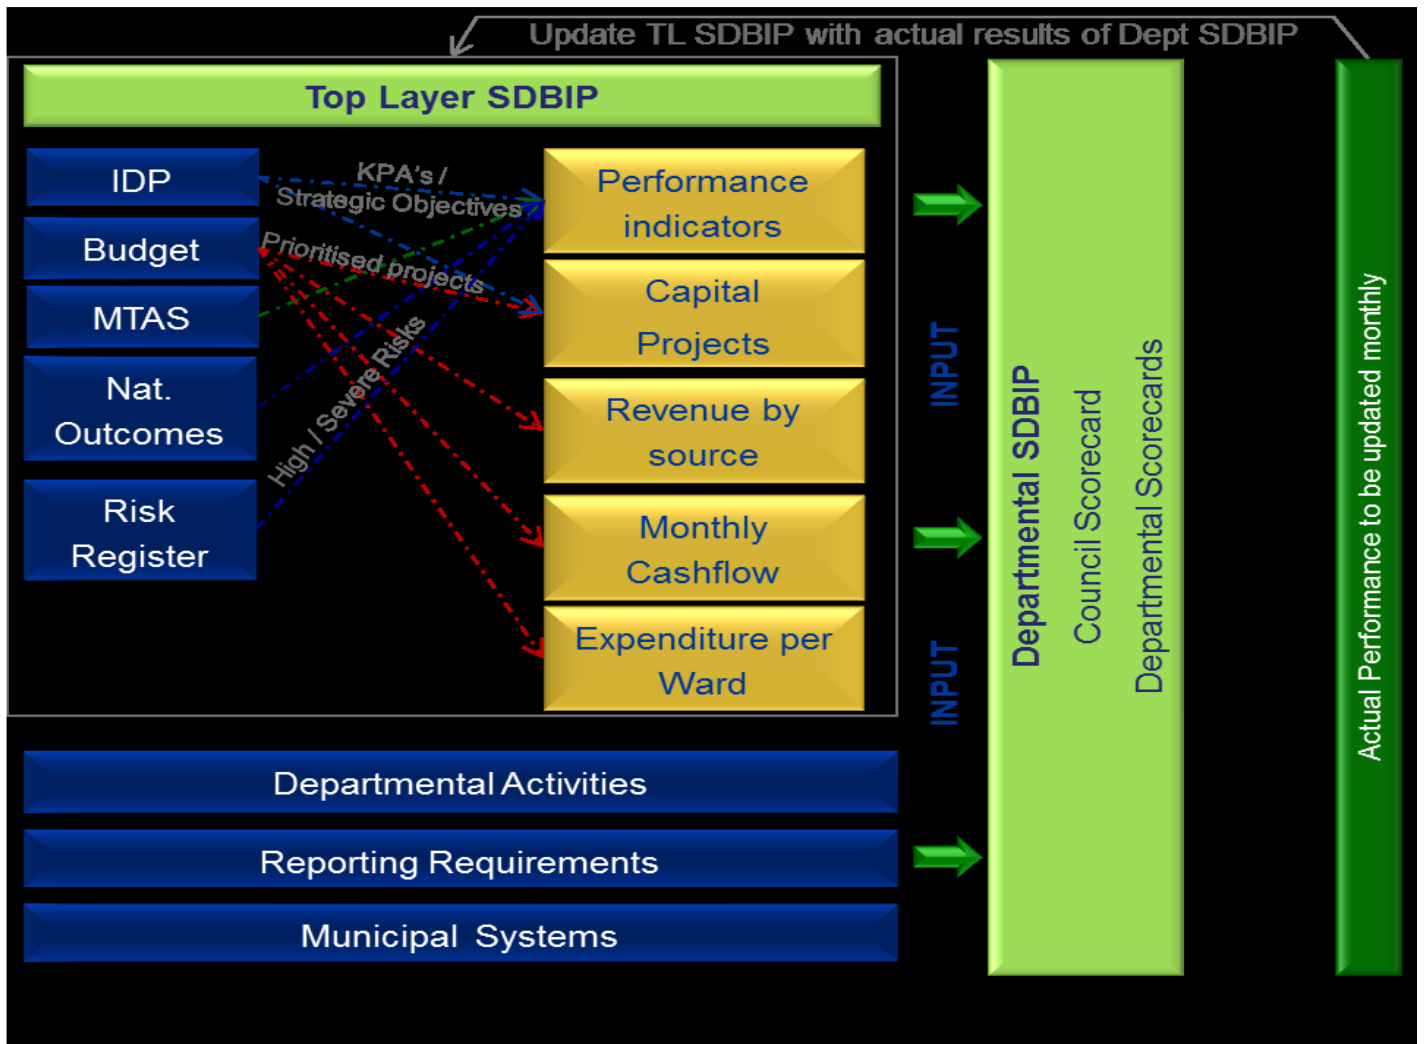 Update TL SDBIP with actual results of Dept SDBIP
Top Layer SDBIP
IDP
Budget
MTAS
Nat.
Outcomes
Risk
Register
KPA's /
Strategic Objectives
Prioritised projects
High / Severe Risks
Performance
indicators
Capital
Projects
Revenue by
source
Monthly
Cashflow
Expenditure per
Ward
INPUT
INPUT
Departmental SDBIP
Council Scorecard
Departmental Scorecards
Actual Performance to be updated monthly
Departmental Activities
Reporting Requirements
Municipal Systems